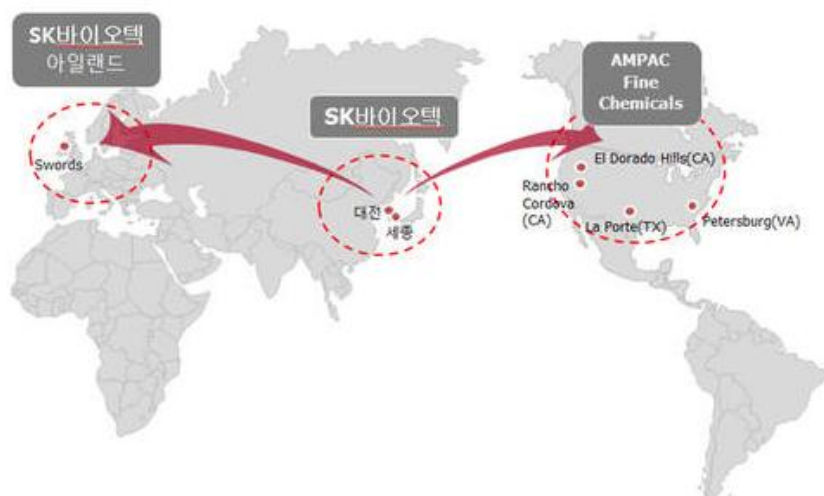 SK바이오텍
아일랜드
Swords
SK바이오텍
대전
세종
AMPAC
Fine
Chemicals
El Dorado Hills(CA)
Rancho
Cordova
(CA)
La Porte(TX)
Petersburg(VA)